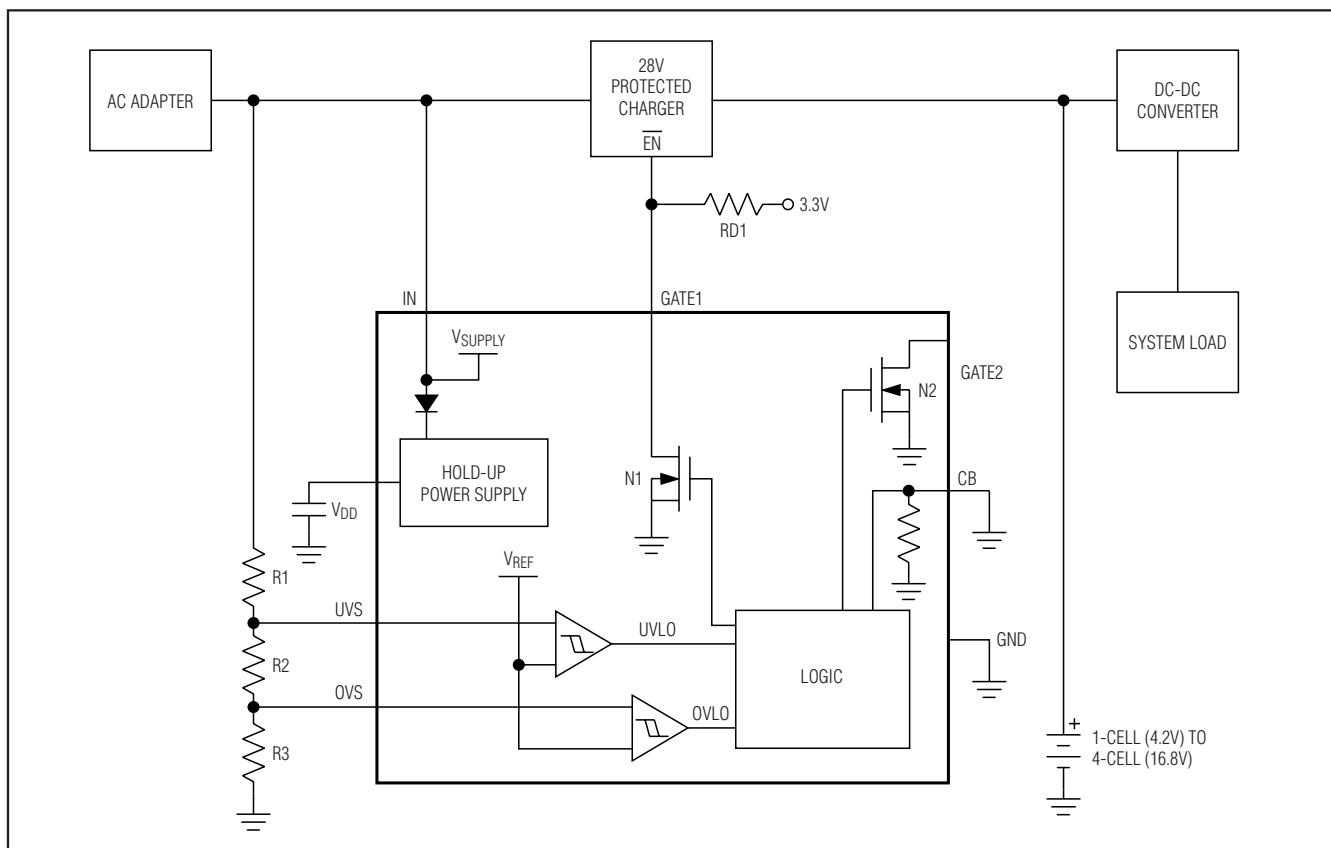 AC ADAPTER
28V
PROTECTED
CHARGER
EN
DC-DC
CONVERTER
3.3V
RD1
IN
GATE1
VSUPPLY
GATE2
SYSTEM LOAD
N2
HOLD-UP
POWER SUPPLY
N1
CB
VDD
VREF
R1
UVS
UVLO
GND
R2
LOGIC
OVS
OVLO
R3
+
1-CELL (4.2V) TO
4-CELL (16.8V)